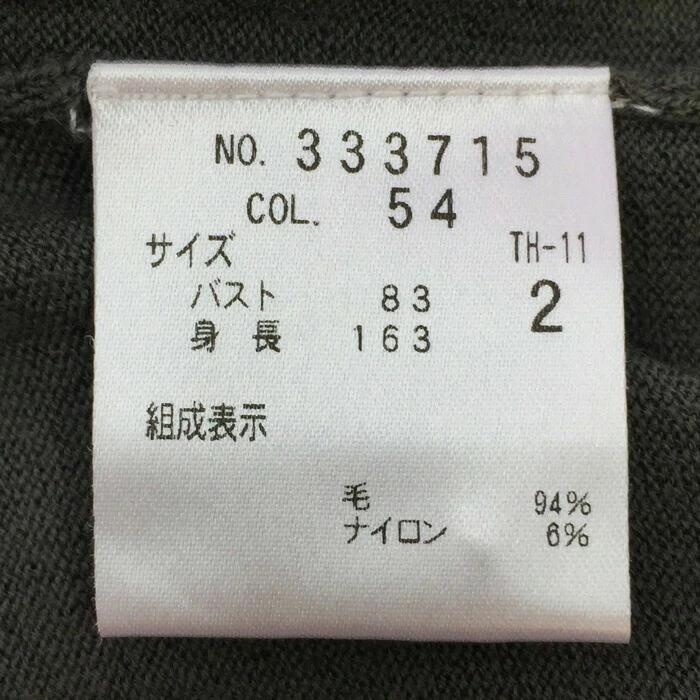 NO. 333715
COL. 54
サイズ TH-11
バスト 83 2
身長 163
組成表示
毛 94%
ナイロン 6%